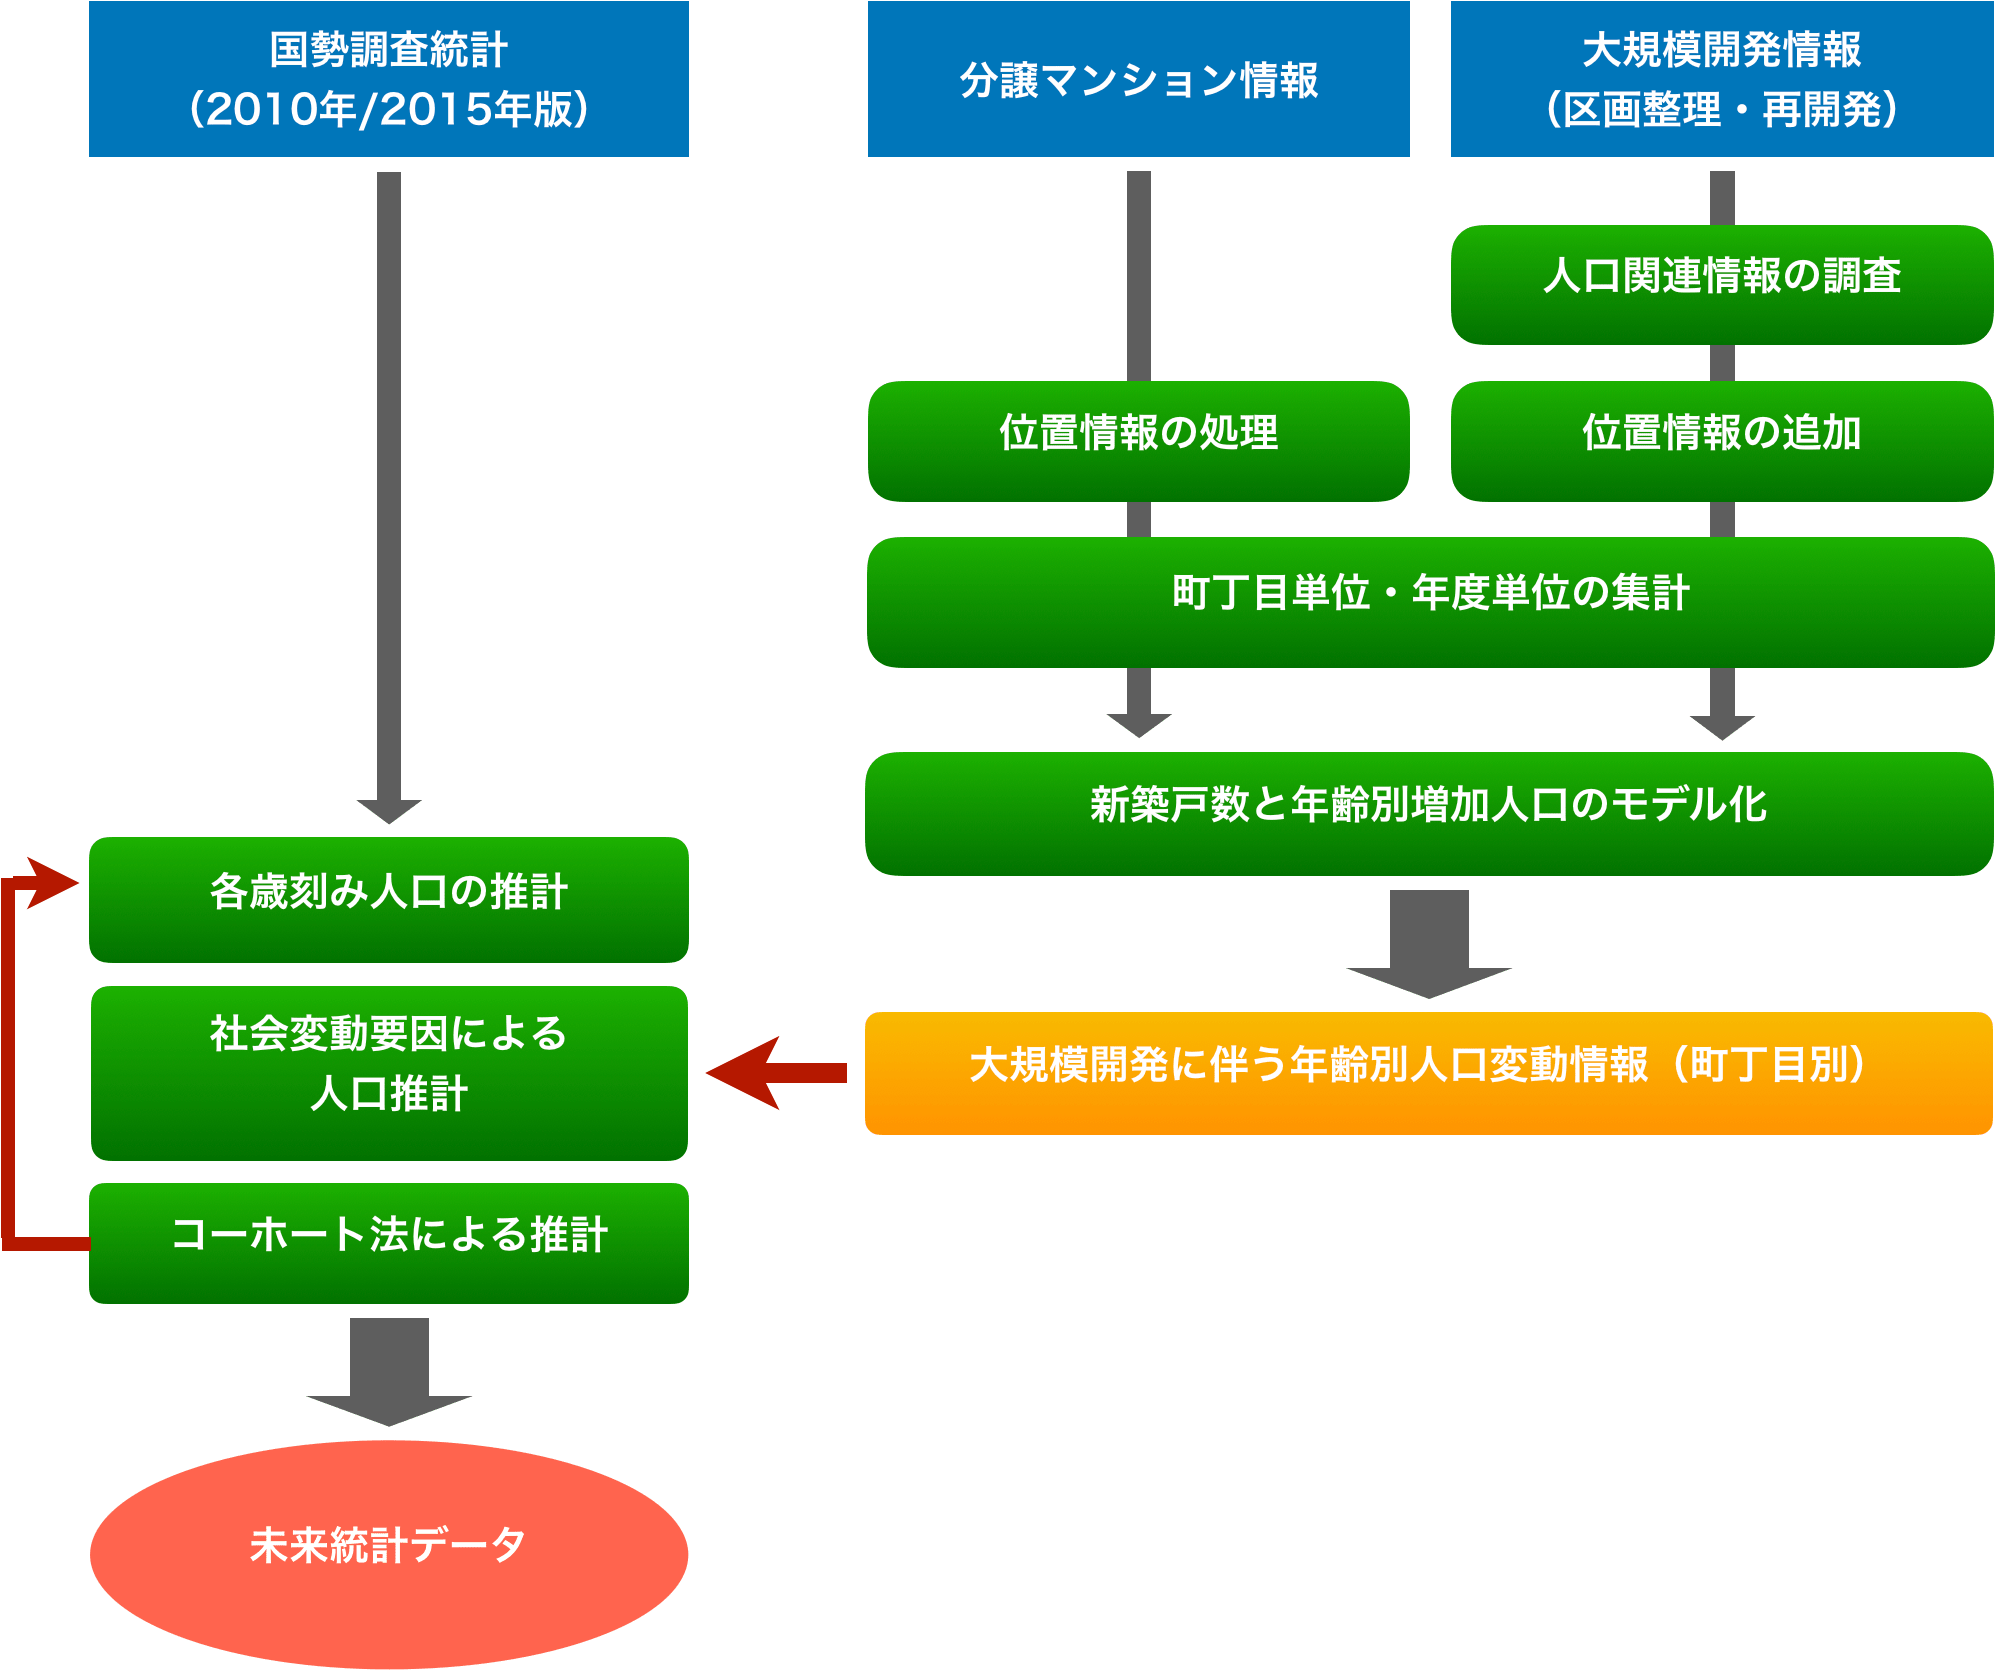 国勢調査統計
（2010年/2015年版）
分譲マンション情報
大規模開発情報
（区画整理・再開発）
人口関連情報の調査
位置情報の処理
位置情報の追加
町丁目単位・年度単位の集計
新築戸数と年齢別増加人口のモデル化
各歳刻み人口の推計
社会変動要因による
人口推計
大規模開発に伴う年齢別人口変動情報（町丁目別）
コーホート法による推計
未来統計データ